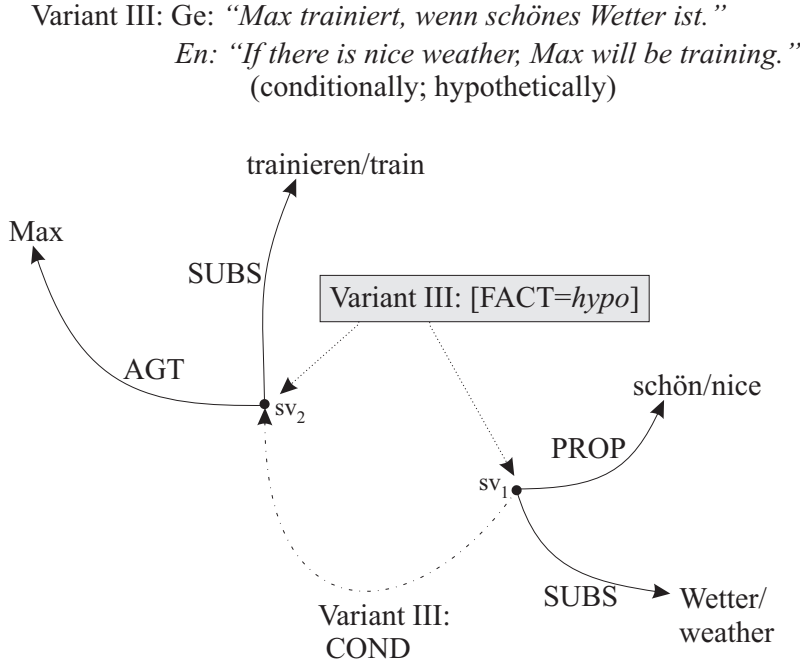 Variant III: Ge: “Max trainiert, wenn schönes Wetter ist.”
En: “If there is nice weather, Max will be training.”
(conditionally; hypothetically)
trainieren/train
Max
SUBS
Variant III: [FACT=hypo]
AGT
sv₂
schön/nice
PROP
sv₁
SUBS
Wetter/
weather
Variant III:
COND